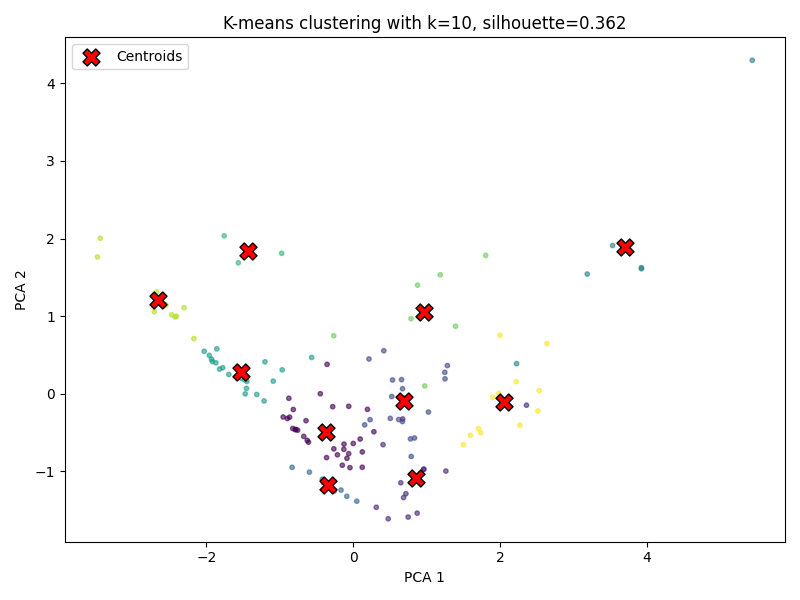 K-means clustering with k=10, silhouette=0.362
Centroids
4
3
2
1
0
−1
PCA 2
−2
0
2
4
PCA 1